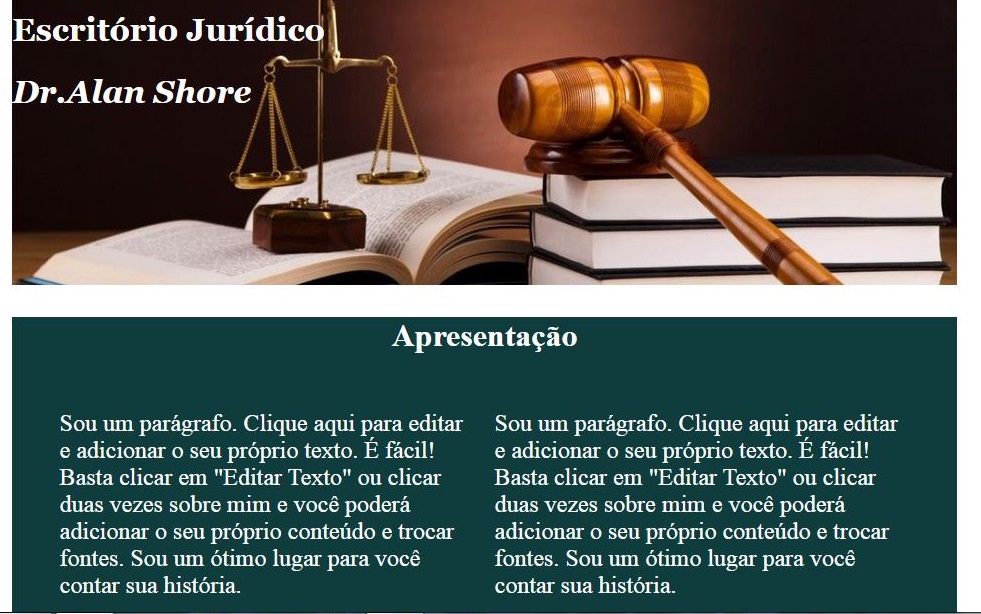 Escritório Jurídico
Dr.Alan Shore
Apresentação
Sou um parágrafo. Clique aqui para editar
e adicionar o seu próprio texto. É fácil!
Basta clicar em "Editar Texto" ou clicar
duas vezes sobre mim e você poderá
adicionar o seu próprio conteúdo e trocar
fontes. Sou um ótimo lugar para você
contar sua história.
Sou um parágrafo. Clique aqui para editar
e adicionar o seu próprio texto. É fácil!
Basta clicar em "Editar Texto" ou clicar
duas vezes sobre mim e você poderá
adicionar o seu próprio conteúdo e trocar
fontes. Sou um ótimo lugar para você
contar sua história.